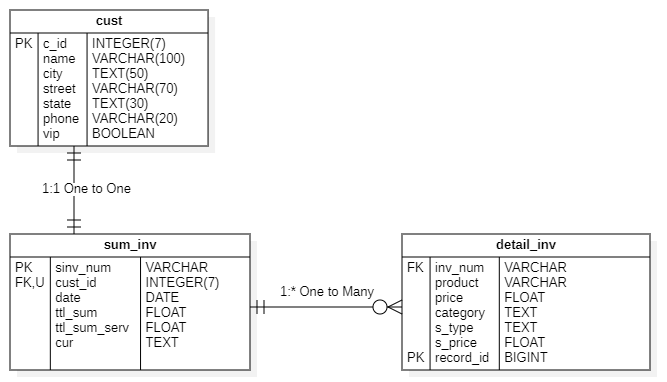 cust
PK c_id INTEGER(7)
name VARCHAR(100)
city TEXT(50)
street VARCHAR(70)
state TEXT(30)
phone VARCHAR(20)
vip BOOLEAN
1:1 One to One
sum_inv
PK sinv_num VARCHAR
FK,U cust_id INTEGER(7)
date DATE
ttl_sum FLOAT
ttl_sum_serv FLOAT
cur TEXT
1:* One to Many
detail_inv
FK inv_num VARCHAR
product VARCHAR
price FLOAT
category TEXT
s_type TEXT
s_price FLOAT
PK record_id BIGINT